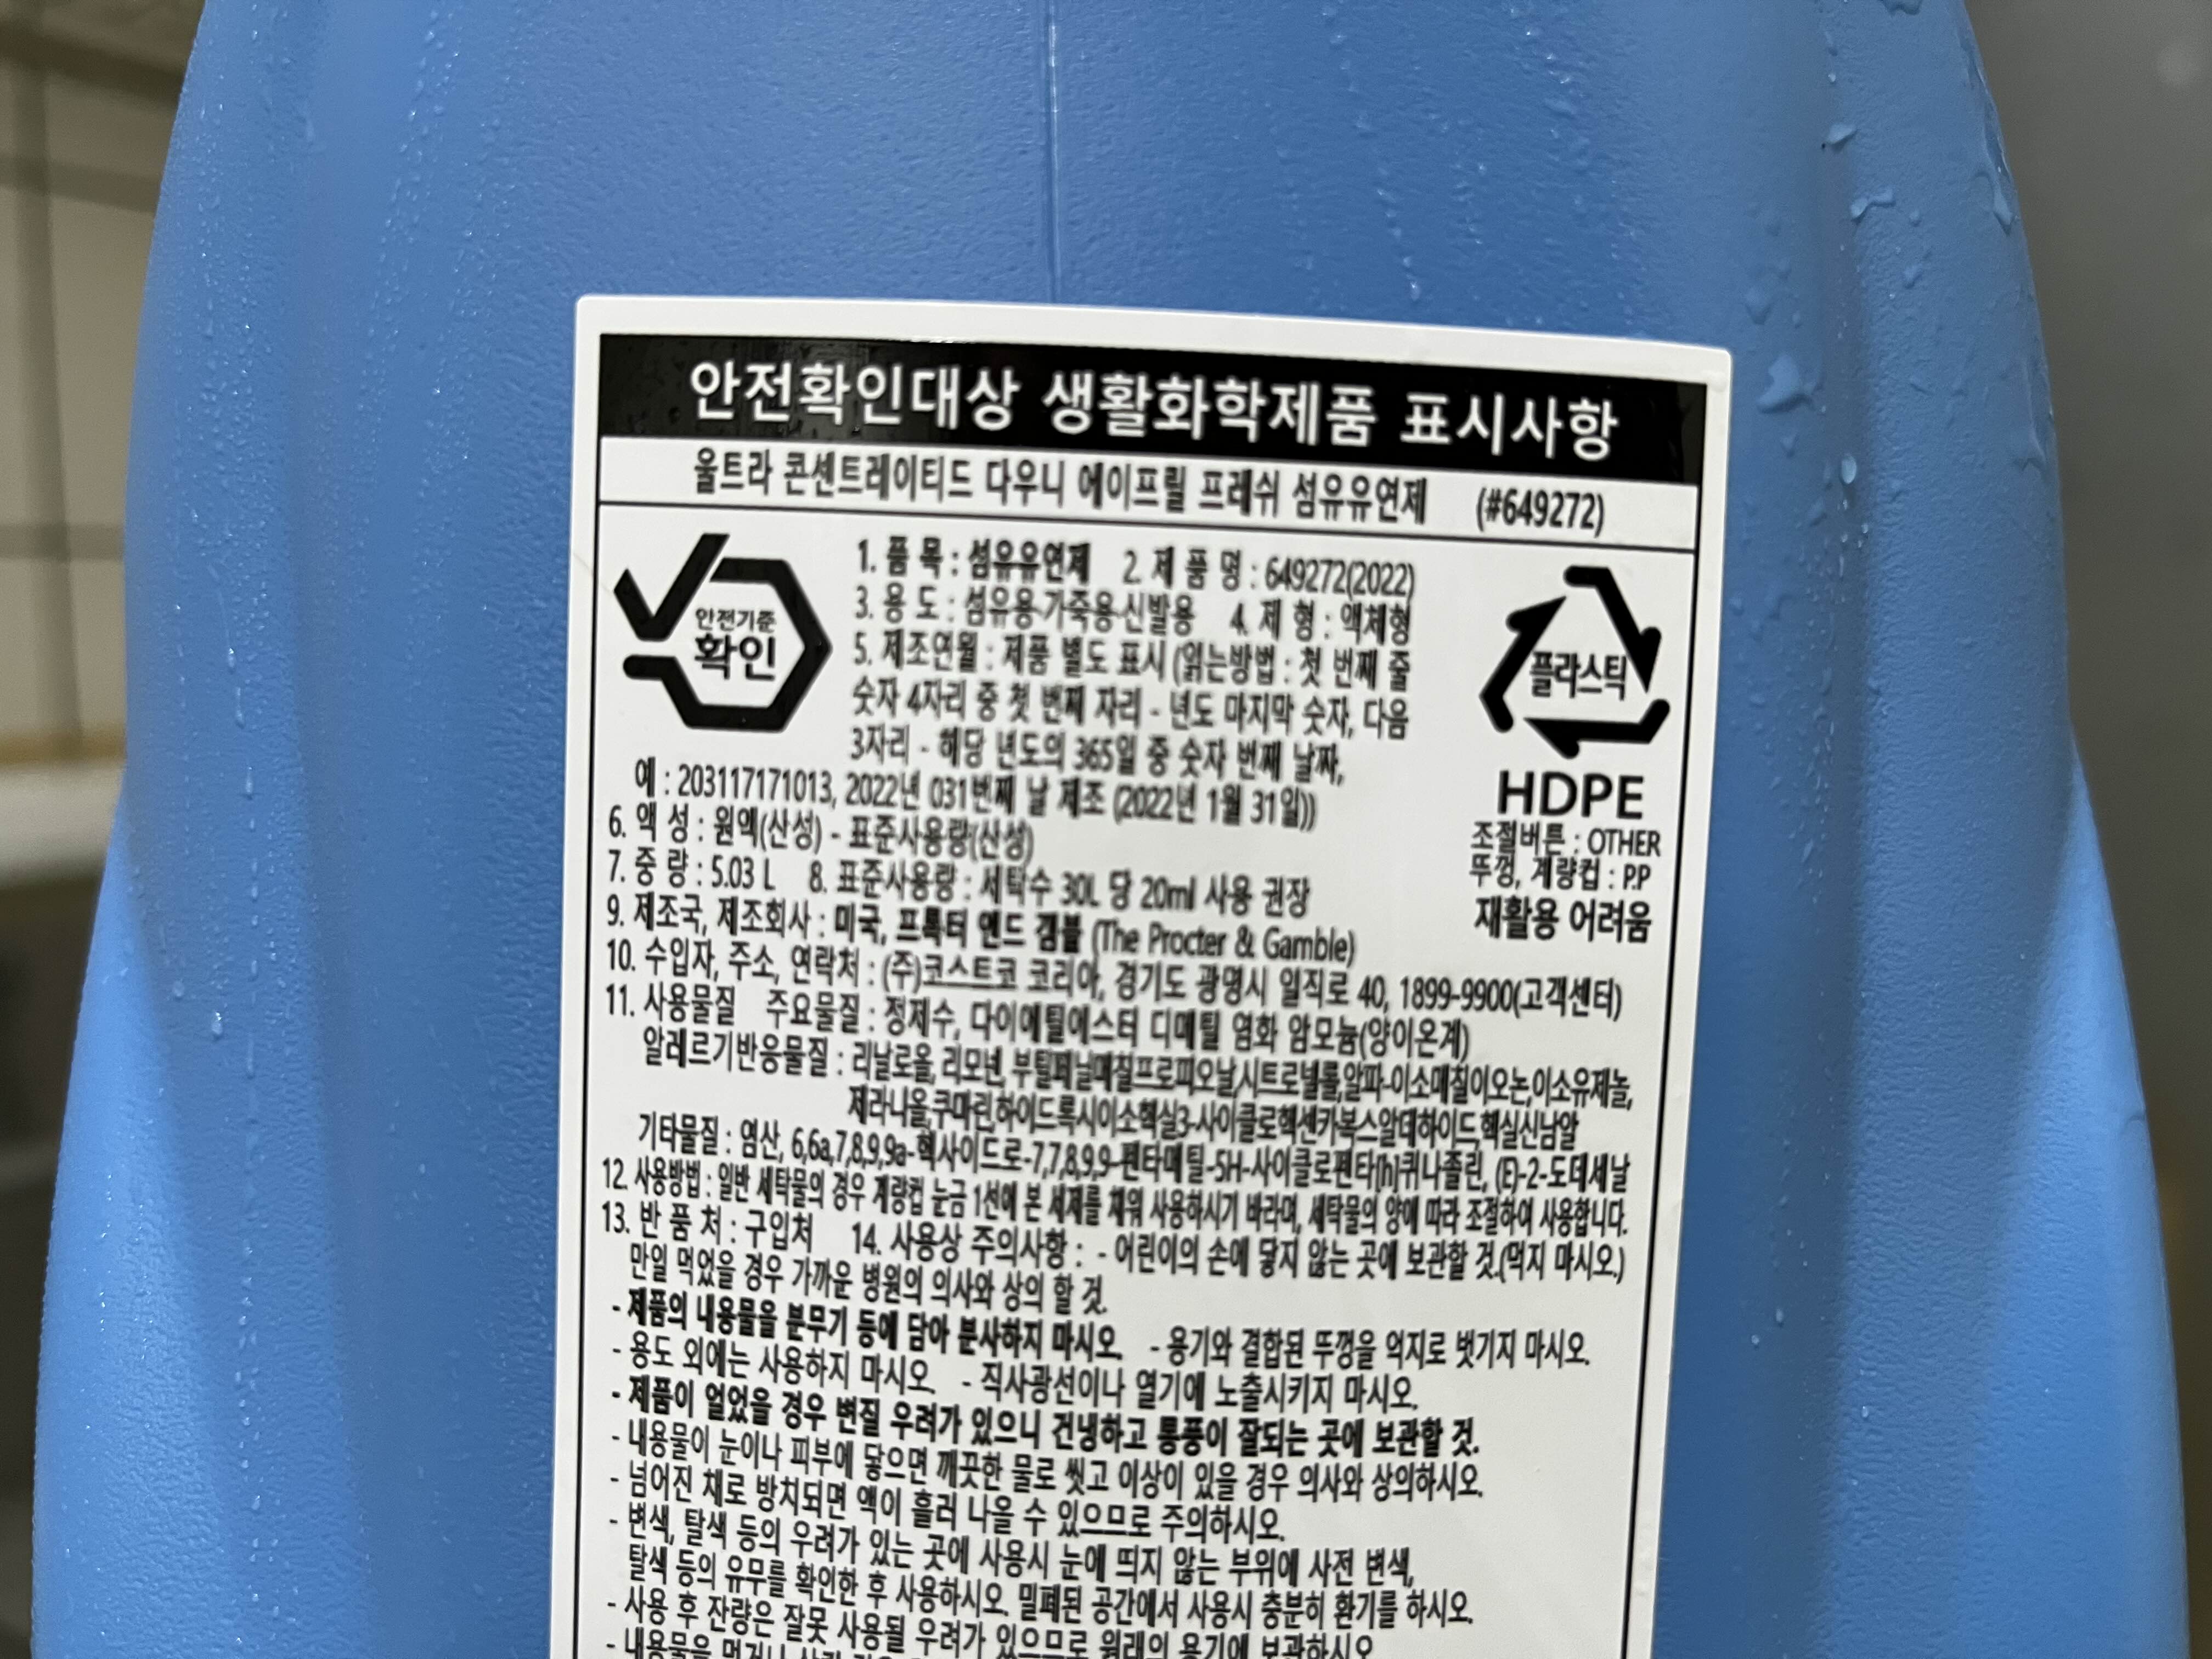 안전확인대상 생활화학제품 표시사항
울트라 콘센트레이티드 다우니 에이프릴 프레쉬 섬유유연제 (#649272)
안전기준
확인
1. 품 목 : 섬유유연제 2. 제 품 명 : 649272(2022)
3. 용 도 : 섬유용·가죽용·신발용 4. 제 형 : 액체형
5. 제조연월 : 제품 별도 표시 (읽는방법 : 첫 번째 줄
숫자 4자리 중 첫 번째 자리 - 년도 마지막 숫자, 다음
3자리 - 해당 년도의 365일 중 숫자 번째 날짜,
예 : 203117171013, 2022년 031번째 날 제조 (2022년 1월 31일))
플라스틱
HDPE
조절버튼 : OTHER
뚜껑, 계량컵 : P.P
재활용 어려움
6. 액 성 : 원액(산성) - 표준사용량(산성)
7. 중 량 : 5.03 L 8. 표준사용량 : 세탁수 30L 당 20ml 사용 권장
9. 제조국, 제조회사 : 미국, 프록터 앤드 갬블 (The Procter & Gamble)
10. 수입자, 주소, 연락처 : (주)코스트코 코리아, 경기도 광명시 일직로 40, 1899-9900(고객센터)
11. 사용물질 주요물질 : 정제수, 다이에틸에스터 디메틸 염화 암모늄(양이온계)
알레르기반응물질 : 리날로올, 리모넨, 부틸페닐메칠프로피오날,시트로넬롤,알파-이소메칠이오논,이소유제놀,
제라니올,쿠마린,하이드록시이소헥실3-사이클로헥센카복스알데하이드,헥실신남알
기타물질 : 염산, 6,6a,7,8,9,9a-헥사이드로-7,7,8,9,9-펜타메틸-5H-사이클로펜타[h]퀴나졸린, (E)-2-도데세날
12. 사용방법 : 일반 세탁물의 경우 계량컵 눈금 1선에 본 세제를 채워 사용하시기 바라며, 세탁물의 양에 따라 조절하여 사용합니다.
13. 반 품 처 : 구입처 14. 사용상 주의사항 : - 어린이의 손에 닿지 않는 곳에 보관할 것.(먹지 마시오.)
만일 먹었을 경우 가까운 병원의 의사와 상의 할 것.
- 제품의 내용물을 분무기 등에 담아 분사하지 마시오. - 용기와 결합된 뚜껑을 억지로 벗기지 마시오.
- 용도 외에는 사용하지 마시오. - 직사광선이나 열기에 노출시키지 마시오.
- 제품이 얼었을 경우 변질 우려가 있으니 건냉하고 통풍이 잘되는 곳에 보관할 것.
- 내용물이 눈이나 피부에 닿으면 깨끗한 물로 씻고 이상이 있을 경우 의사와 상의하시오.
- 넘어진 채로 방치되면 액이 흘러 나올 수 있으므로 주의하시오.
- 변색, 탈색 등의 우려가 있는 곳에 사용시 눈에 띄지 않는 부위에 사전 변색,
탈색 등의 유무를 확인한 후 사용하시오. 밀폐된 공간에서 사용시 충분히 환기를 하시오.
- 사용 후 잔량은 잘못 사용될 우려가 있으므로 원래의 용기에 보관하시오.
- 내용물을